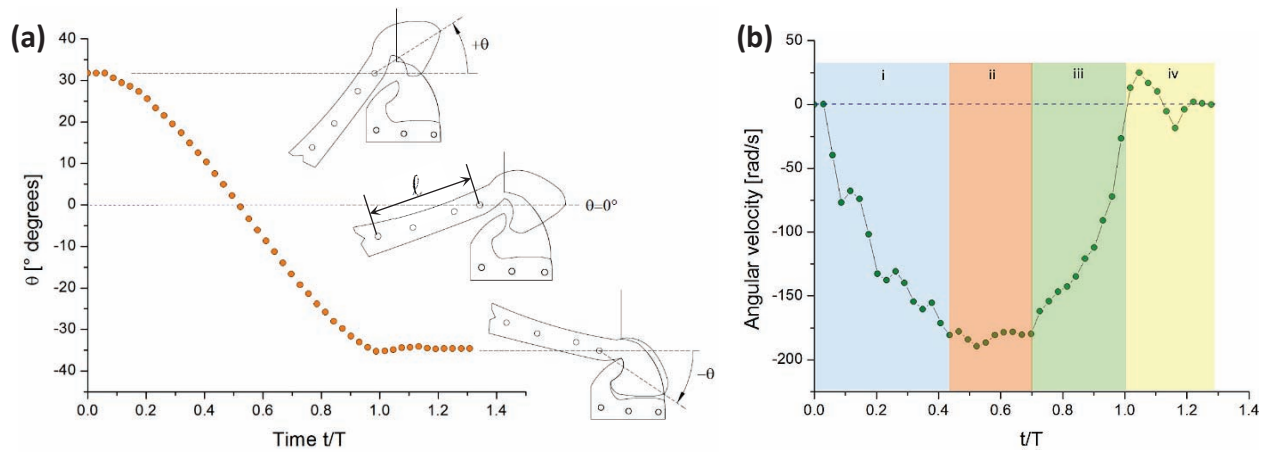 (a)
40
30
20
10
0
-10
-20
-30
-40
θ [° degrees]
0.0 0.2 0.4 0.6 0.8 1.0 1.2 1.4
Time t/T
+θ
ℓ
θ=0°
-θ
(b)
50
0
-50
-100
-150
-200
Angular velocity [rad/s]
i ii iii iv
0.0 0.2 0.4 0.6 0.8 1.0 1.2 1.4
t/T